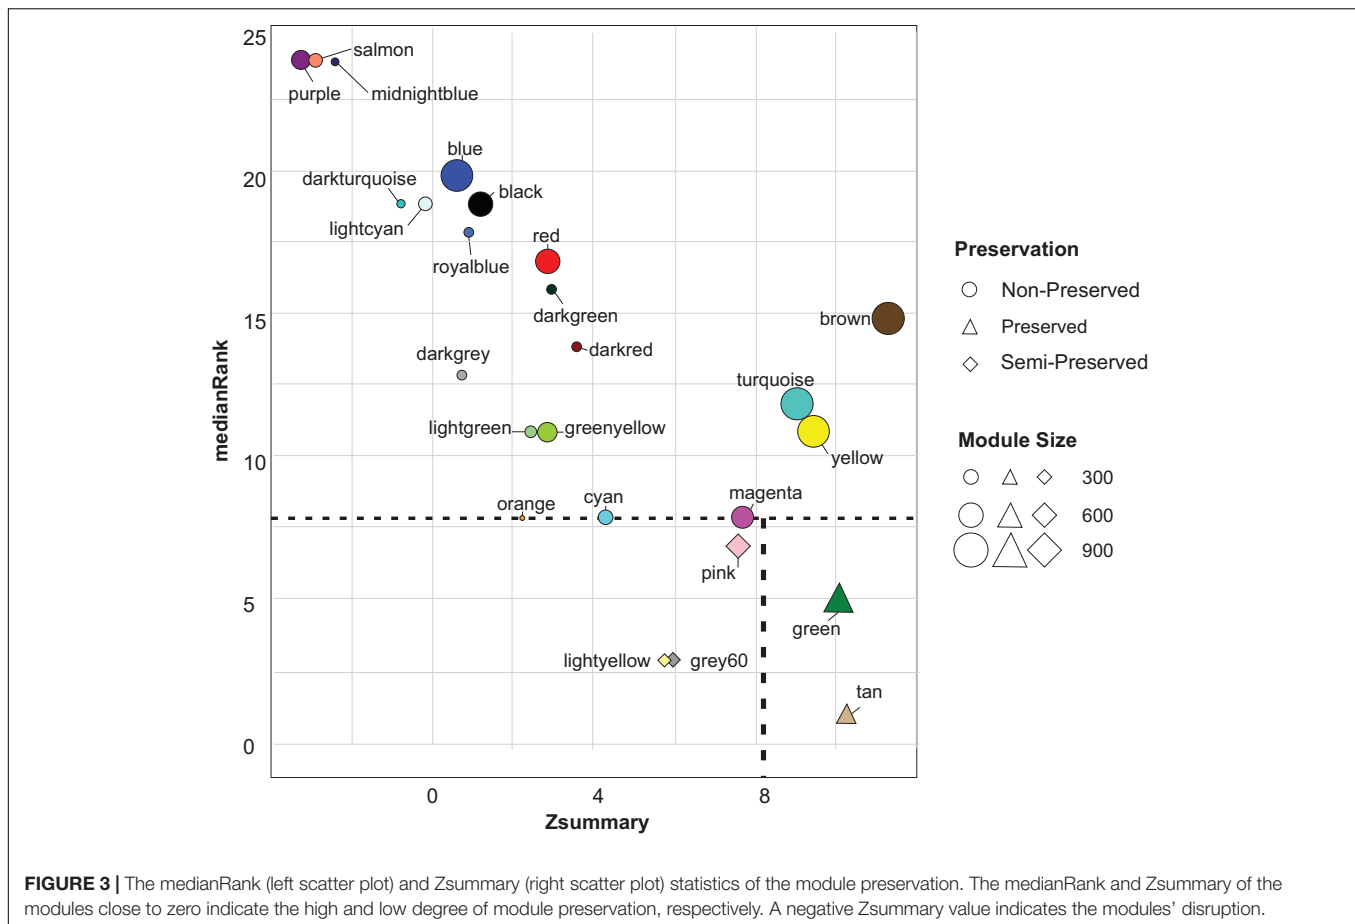 25
salmon
purple
midnightblue
blue
darkturquoise
20
black
lightcyan
royalblue
red
darkgreen
15
brown
darkgrey
darkred
medianRank
turquoise
lightgreen
greenyellow
10
yellow
orange
cyan
magenta
pink
5
green
lightyellow
grey60
tan
0
0 4 8
Zsummary
Preservation
Non-Preserved
Preserved
Semi-Preserved
Module Size
300
600
900
FIGURE 3 | The medianRank (left scatter plot) and Zsummary (right scatter plot) statistics of the module preservation. The medianRank and Zsummary of the
modules close to zero indicate the high and low degree of module preservation, respectively. A negative Zsummary value indicates the modules' disruption.